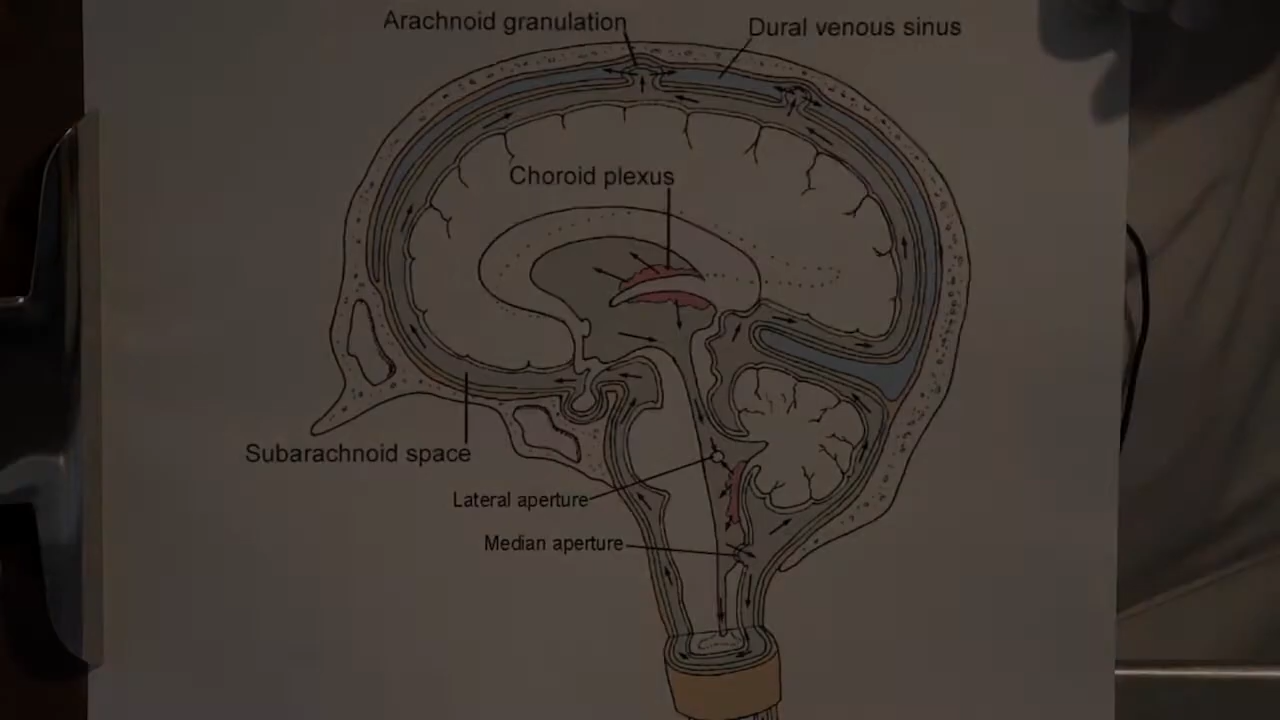 Arachnoid granulation
Dural venous sinus
Choroid plexus
Subarachnoid space
Lateral aperture
Median aperture